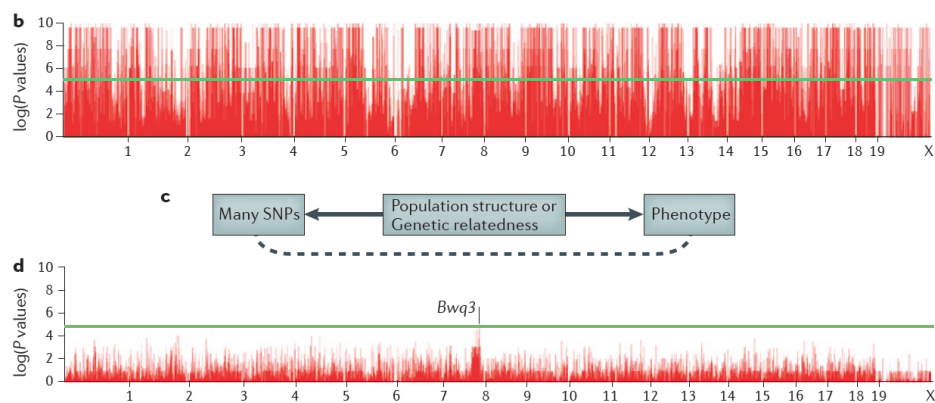 b
log(P values)
10
8
6
4
2
0
1 2 3 4 5 6 7 8 9 10 11 12 13 14 15 16 17 18 19 X
c
Many SNPs
Population structure or
Genetic relatedness
Phenotype
d
log(P values)
10
8
6
4
2
0
Bwq3
1 2 3 4 5 6 7 8 9 10 11 12 13 14 15 16 17 18 19 X